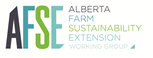 AFSE
ALBERTA
FARM
SUSTAINABILITY
EXTENSION
WORKING GROUP